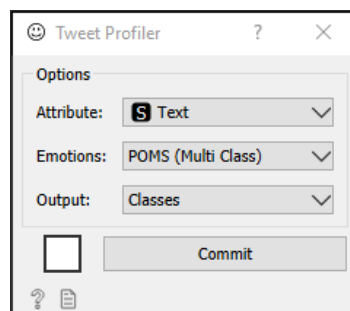 Tweet Profiler ?
Options
Attribute: S Text
Emotions: POMS (Multi Class)
Output: Classes
Commit
?